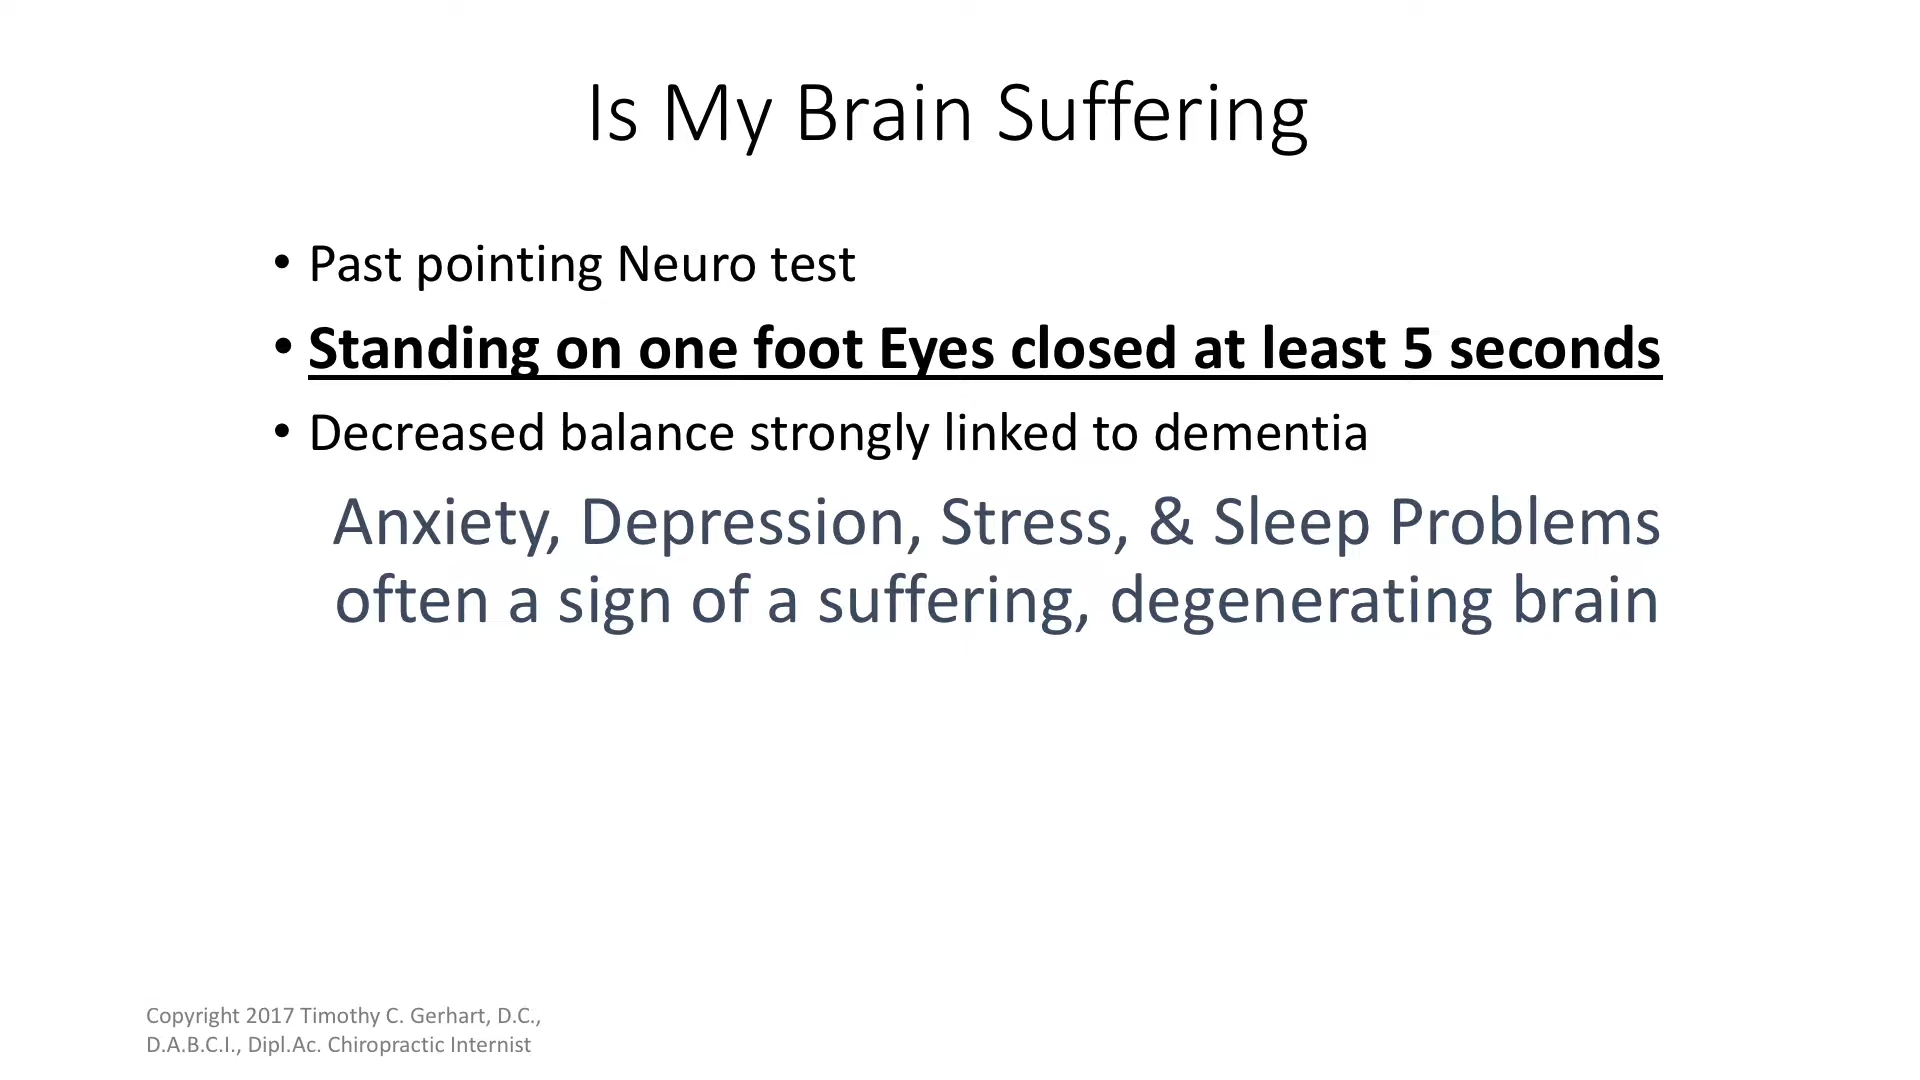 Is My Brain Suffering
• Past pointing Neuro test
• Standing on one foot Eyes closed at least 5 seconds
• Decreased balance strongly linked to dementia
Anxiety, Depression, Stress, & Sleep Problems
often a sign of a suffering, degenerating brain
Copyright 2017 Timothy C. Gerhart, D.C.,
D.A.B.C.I., Dipl.Ac. Chiropractic Internist